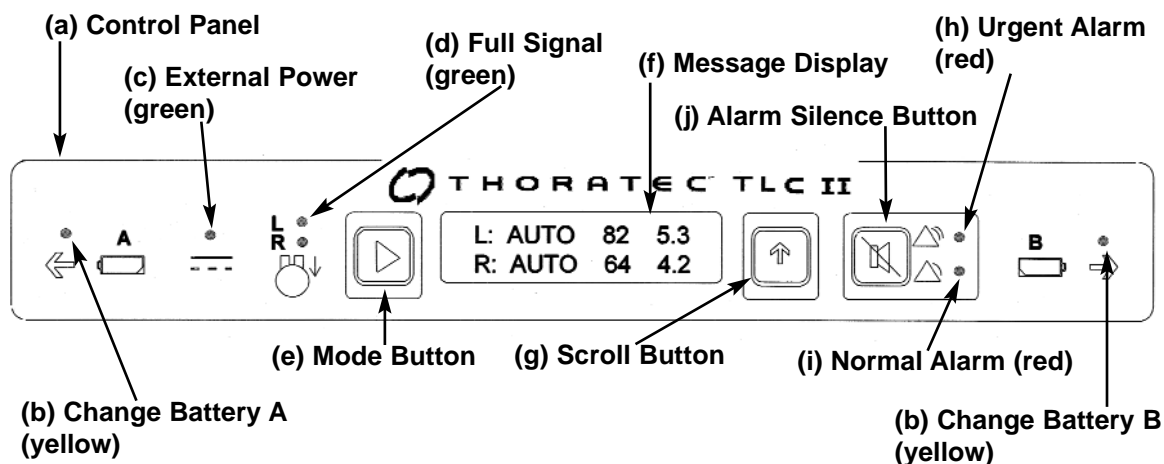 (a) Control Panel
(c) External Power
(green)
(d) Full Signal
(green)
(f) Message Display
(h) Urgent Alarm
(red)
(j) Alarm Silence Button
THORATEC TLC II
L
R
A
L: AUTO 82 5.3
R: AUTO 64 4.2
B
(e) Mode Button
(g) Scroll Button
(i) Normal Alarm (red)
(b) Change Battery A
(yellow)
(b) Change Battery B
(yellow)